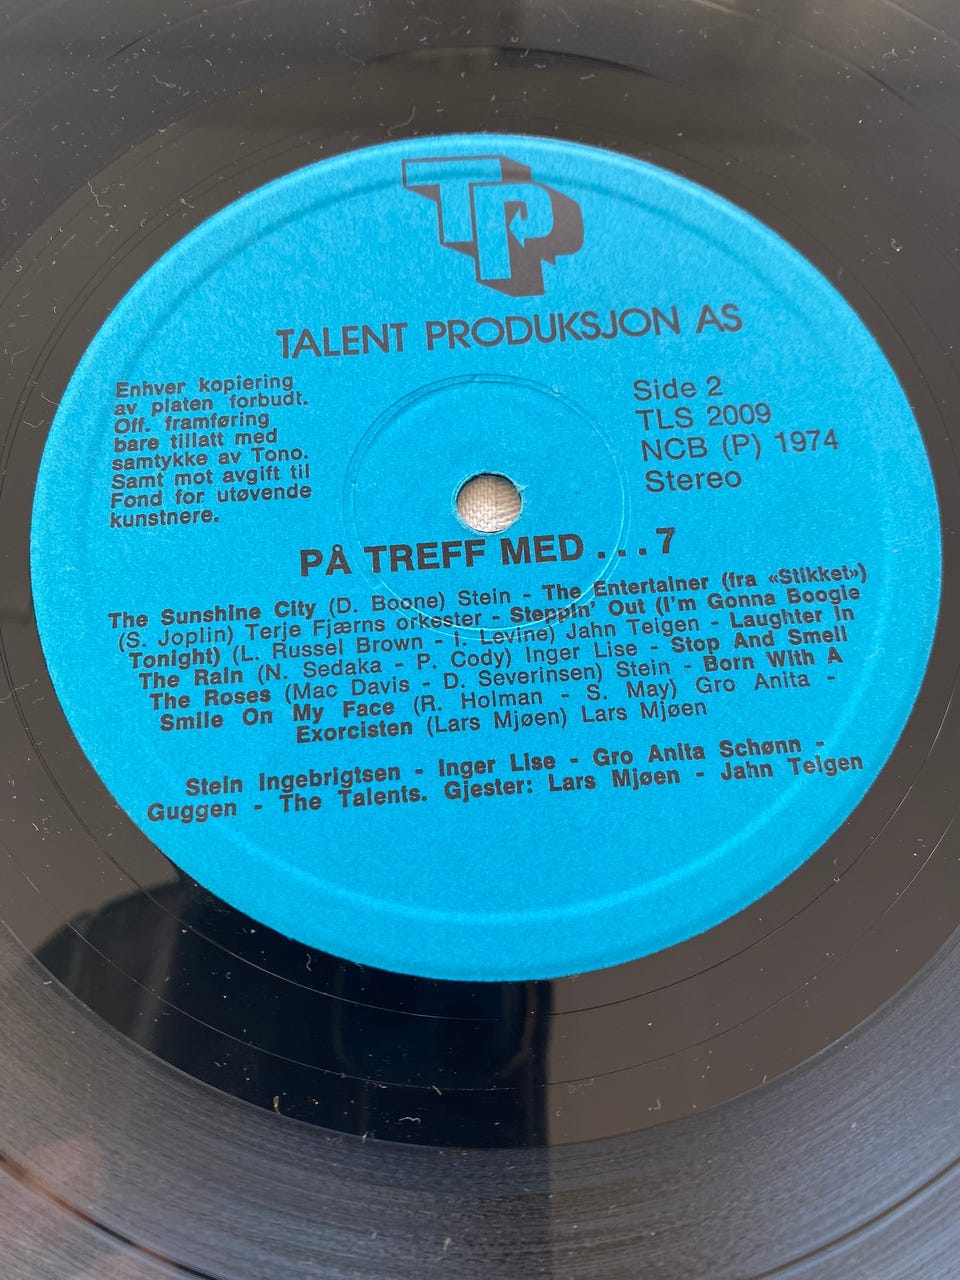 TP
TALENT PRODUKSJON AS
Enhver kopiering
av platen forbudt.
Off. framføring
bare tillatt med
samtykke av Tono.
Samt mot avgift til
Fond for utøvende
kunstnere.
Side 2
TLS 2009
NCB (P) 1974
Stereo
PÅ TREFF MED . . . 7
The Sunshine City (D. Boone) Stein - The Entertainer (fra «Stikket»)
(S. Joplin) Terje Fjærns orkester - Steppin' Out (I'm Gonna Boogie
Tonight) (L. Russel Brown - I. Levine) Jahn Teigen - Laughter In
The Rain (N. Sedaka - P. Cody) Inger Lise - Stop And Smell
The Roses (Mac Davis - D. Severinsen) Stein - Born With A
Smile On My Face (R. Holman - S. May) Gro Anita -
Exorcisten (Lars Mjøen) Lars Mjøen
Stein Ingebrigtsen - Inger Lise - Gro Anita Schønn -
Guggen - The Talents. Gjester: Lars Mjøen - Jahn Teigen